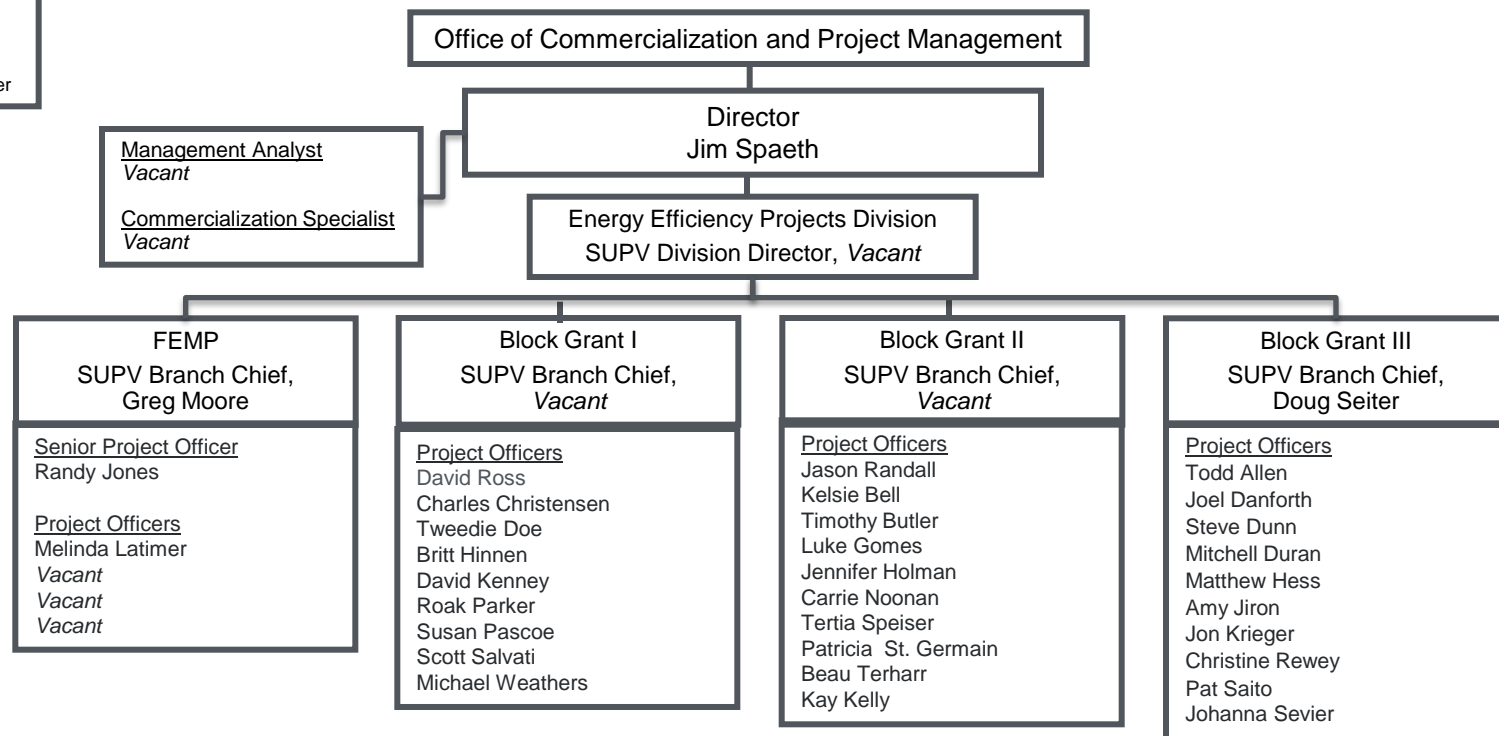 er
Office of Commercialization and Project Management
Director
Jim Spaeth
Management Analyst
Vacant
Commercialization Specialist
Vacant
Energy Efficiency Projects Division
SUPV Division Director, Vacant
FEMP
SUPV Branch Chief,
Greg Moore
Senior Project Officer
Randy Jones
Project Officers
Melinda Latimer
Vacant
Vacant
Vacant
Block Grant I
SUPV Branch Chief,
Vacant
Project Officers
David Ross
Charles Christensen
Tweedie Doe
Britt Hinnen
David Kenney
Roak Parker
Susan Pascoe
Scott Salvati
Michael Weathers
Block Grant II
SUPV Branch Chief,
Vacant
Project Officers
Jason Randall
Kelsie Bell
Timothy Butler
Luke Gomes
Jennifer Holman
Carrie Noonan
Tertia Speiser
Patricia  St. Germain
Beau Terharr
Kay Kelly
Block Grant III
SUPV Branch Chief,
Doug Seiter
Project Officers
Todd Allen
Joel Danforth
Steve Dunn
Mitchell Duran
Matthew Hess
Amy Jiron
Jon Krieger
Christine Rewey
Pat Saito
Johanna Sevier